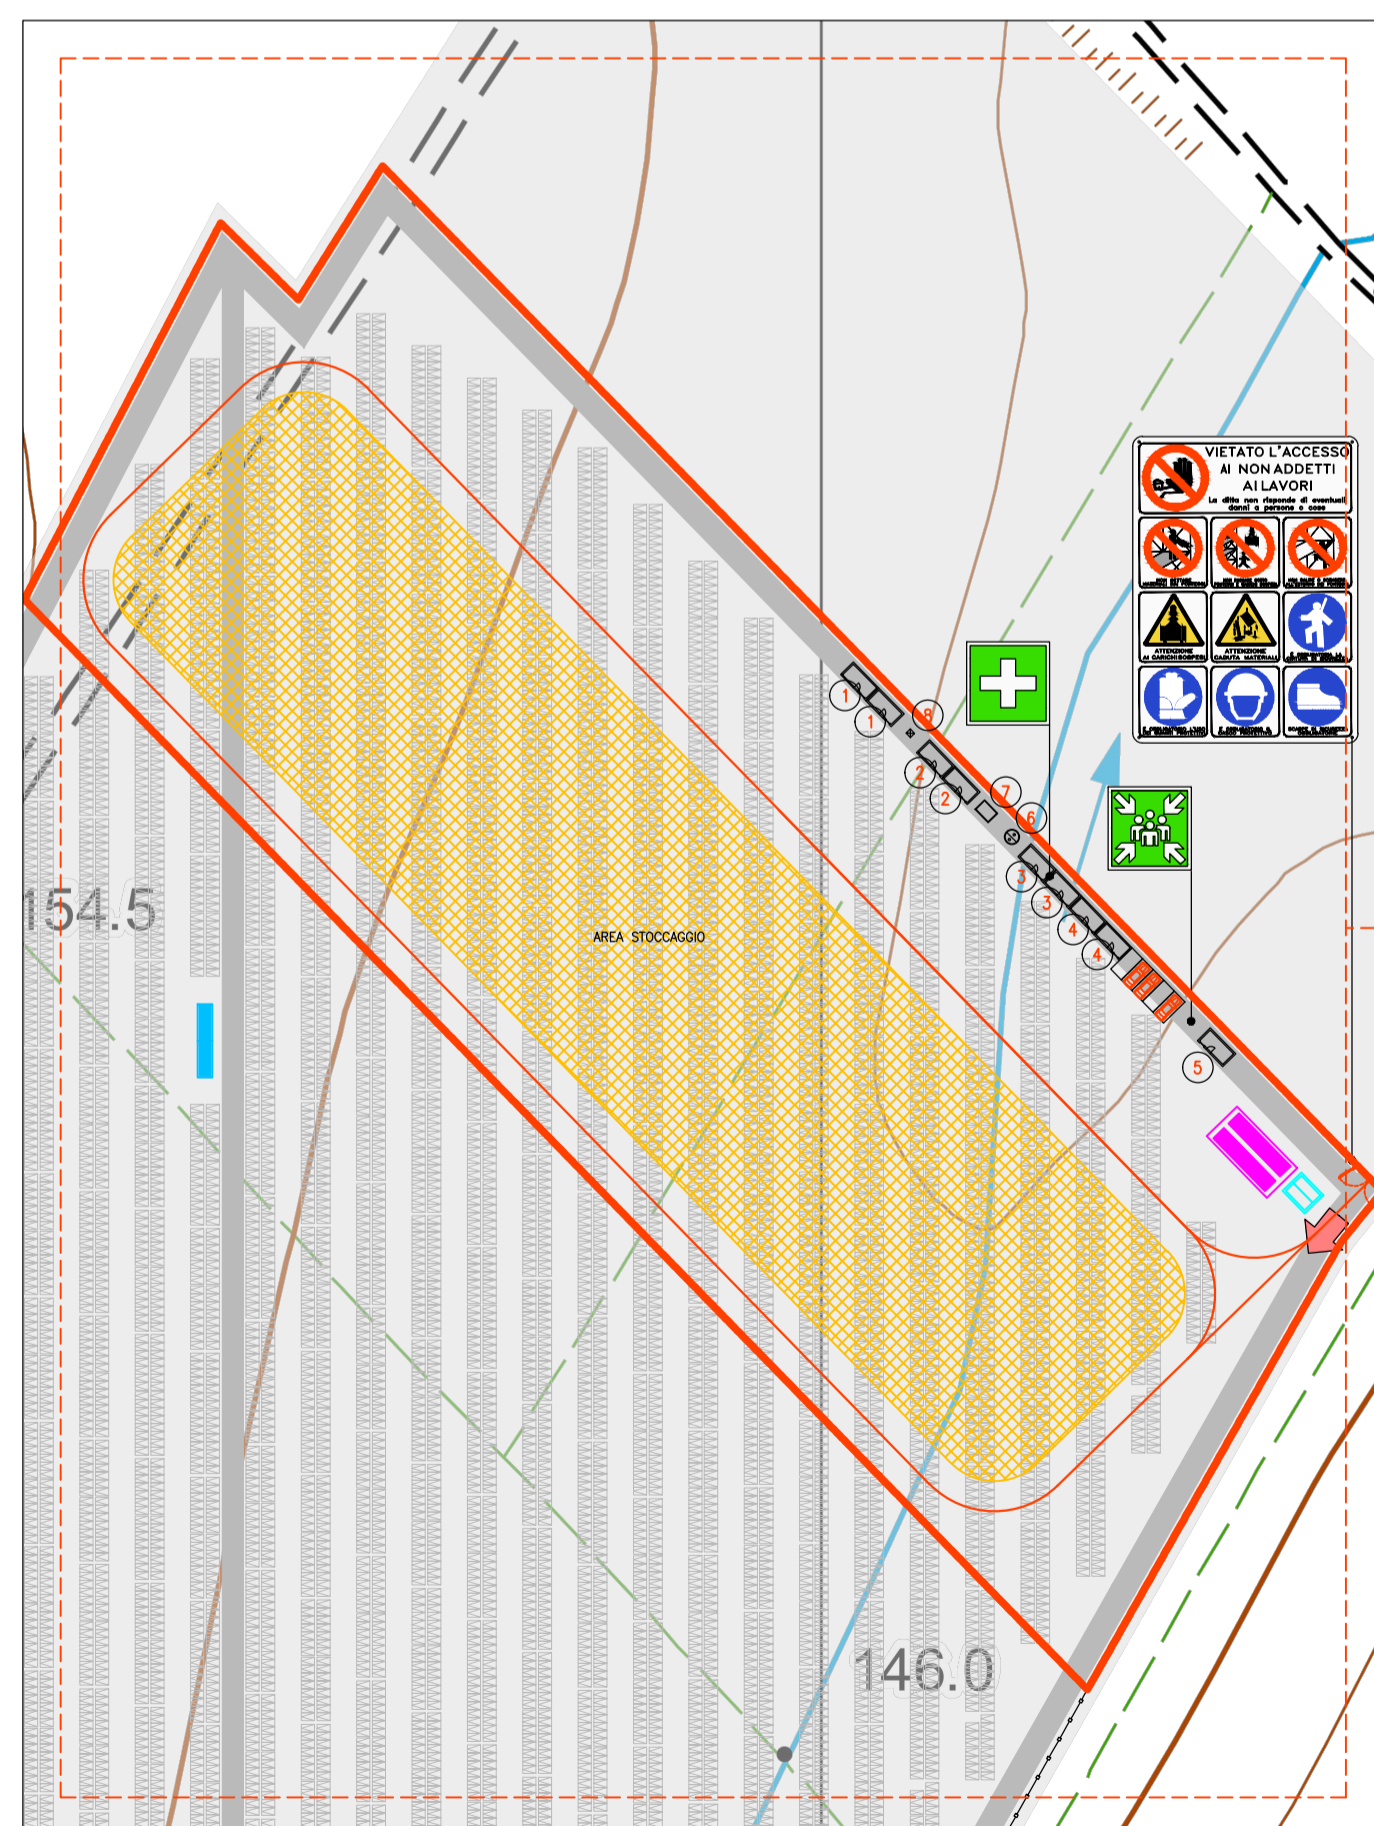 VIETATO L'ACCESSO
AI NON ADDETTI
AI LAVORI
La ditta non risponde di eventuali
danni a persone o cose
ATTENZIONE
AI CARICHI SOSPESI
ATTENZIONE
CADUTA MATERIALI
1
1
8
2
2
7
6
3
3
4
4
5
154.5
AREA STOCCAGGIO
146.0